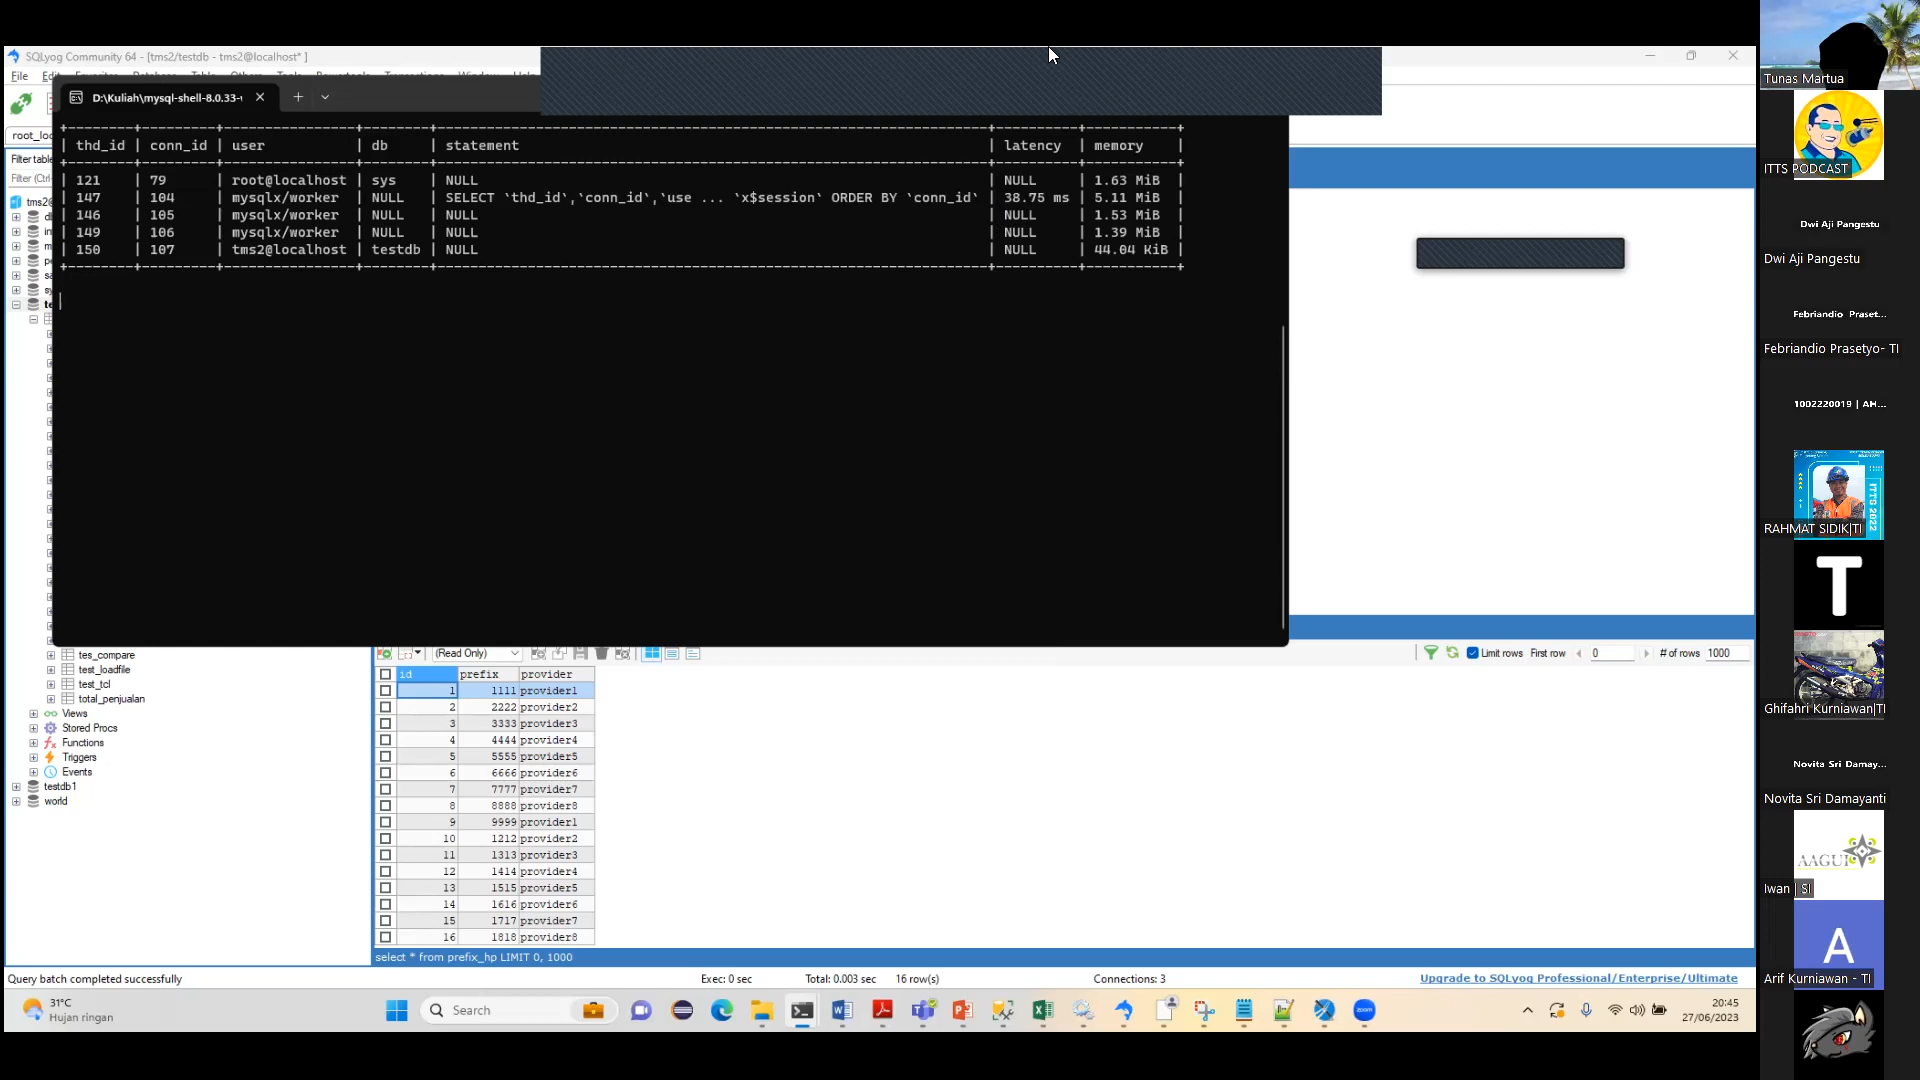 SQLyog Community 64 - [tms2/testdb - tms2@localhost* ]
File
D:\Kuliah\mysql-shell-8.0.33-
root_loc
Filter table
Filter (Ctrl-
tms2@
| thd_id | conn_id | user | db | statement | latency | memory |
| 121 | 79 | root@localhost | sys | NULL | NULL | 1.63 MiB |
| 147 | 104 | mysqlx/worker | NULL | SELECT `thd_id`,`conn_id`,`use ... `x$session` ORDER BY `conn_id` | 38.75 ms | 5.11 MiB |
| 146 | 105 | mysqlx/worker | NULL | NULL | NULL | 1.53 MiB |
| 149 | 106 | mysqlx/worker | NULL | NULL | NULL | 1.39 MiB |
| 150 | 107 | tms2@localhost | testdb | NULL | NULL | 44.04 KiB |
tes_compare
test_loadfile
test_tcl
total_penjualan
Views
Stored Procs
Functions
Triggers
Events
testdb1
world
(Read Only)
Limit rows First row 0 # of rows 1000
id prefix provider
1 1111 provider1
2 2222 provider2
3 3333 provider3
4 4444 provider4
5 5555 provider5
6 6666 provider6
7 7777 provider7
8 8888 provider8
9 9999 provider1
10 1212 provider2
11 1313 provider3
12 1414 provider4
13 1515 provider5
14 1616 provider6
15 1717 provider7
16 1818 provider8
select * from prefix_hp LIMIT 0, 1000
Query batch completed successfully
Exec: 0 sec
Total: 0.003 sec
16 row(s)
Connections: 3
Upgrade to SQLyog Professional/Enterprise/Ultimate
31°C
Hujan ringan
Search
zoom
20:45
27/06/2023
Tunas Martua
ITTS PODCAST
Dwi Aji Pangestu
Dwi Aji Pangestu
Febriandio Praset...
Febriandio Prasetyo- TI
1002220019 | AH...
ITTS 2022
RAHMAT SIDIK|TI
T
Ghifahri Kurniawan|TI
Novita Sri Damay...
Novita Sri Damayanti
AAGUI
Iwan | SI
A
Arif Kurniawan - TI